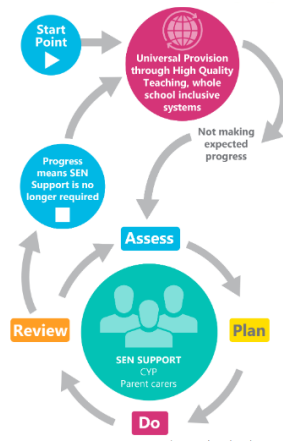 Start
Point
Universal Provision
through High Quality
Teaching, whole
school inclusive
systems
Not making
expected
progress
Progress
means SEN
Support is no
longer required
Assess
Review
Plan
SEN SUPPORT
CYP
Parent carers
Do